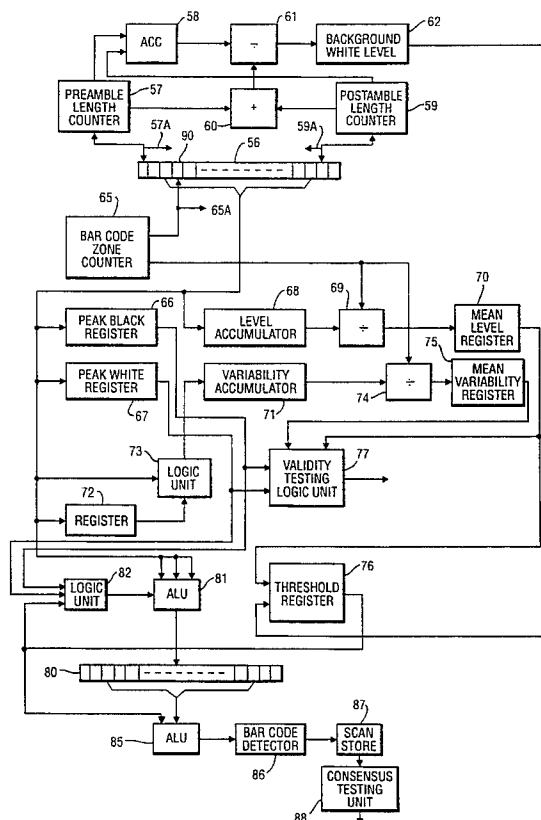 58
61
62
ACC
÷
BACKGROUND
WHITE LEVEL
PREAMBLE
LENGTH
COUNTER
57
+
60
POSTAMBLE
LENGTH
COUNTER
59
57A
59A
90
56
65
65A
BAR CODE
ZONE
COUNTER
66
68
69
70
PEAK BLACK
REGISTER
LEVEL
ACCUMULATOR
÷
MEAN
LEVEL
REGISTER
75
PEAK WHITE
REGISTER
67
VARIABILITY
ACCUMULATOR
71
÷
74
MEAN
VARIABILITY
REGISTER
73
LOGIC
UNIT
VALIDITY
TESTING
LOGIC UNIT
77
72
REGISTER
82
81
76
LOGIC
UNIT
ALU
THRESHOLD
REGISTER
80
87
ALU
85
BAR CODE
DETECTOR
86
SCAN
STORE
CONSENSUS
TESTING
UNIT
88